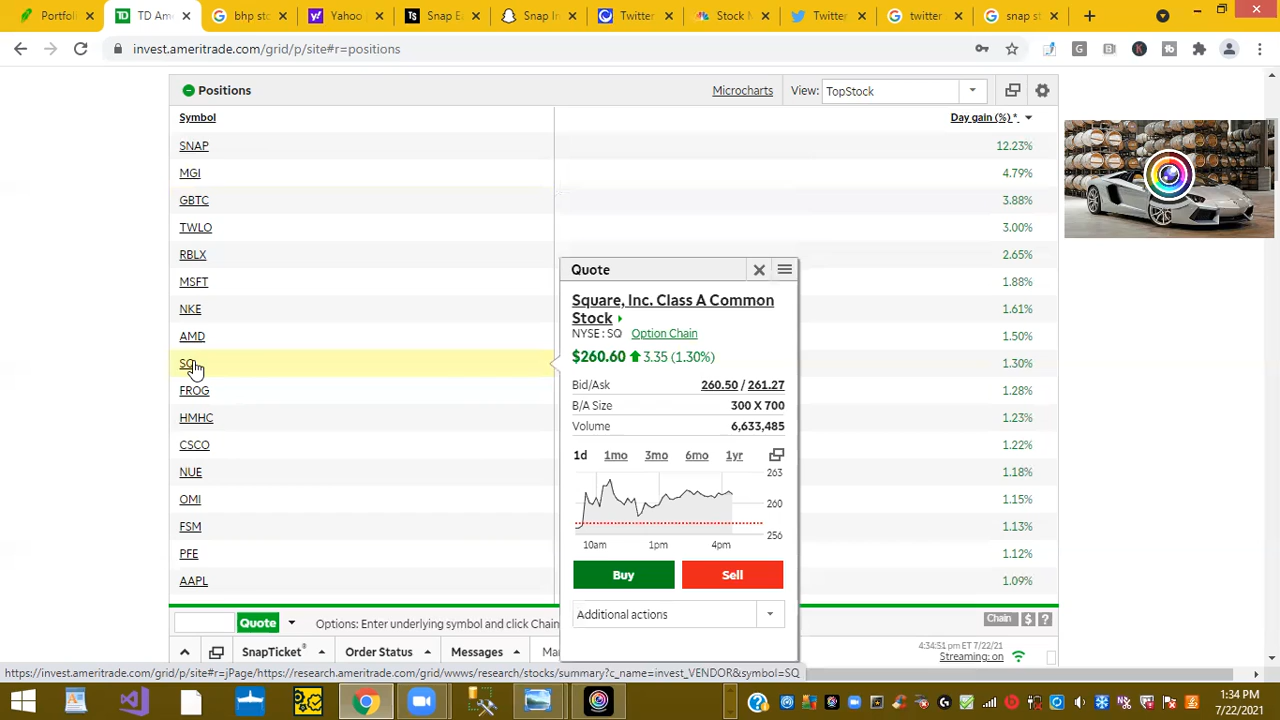 Portfoli
TD Am
bhp sto
Yahoo
Snap E
Snap In
Twitter
Stock M
Twitter
twitter
snap st
invest.ameritrade.com/grid/p/site#r=positions
Positions
Microcharts
View:
TopStock
Symbol
Day gain (%) *
SNAP
12.23%
MGI
4.79%
GBTC
3.88%
TWLO
3.00%
RBLX
2.65%
MSFT
1.88%
NKE
1.61%
AMD
1.50%
SQ
1.30%
FROG
1.28%
HMHC
1.23%
CSCO
1.22%
NUE
1.18%
OMI
1.15%
FSM
1.13%
PFE
1.12%
AAPL
1.09%
Quote
Square, Inc. Class A Common
Stock
NYSE : SQ Option Chain
$260.60 3.35 (1.30%)
Bid/Ask 260.50 / 261.27
B/A Size 300 X 700
Volume 6,633,485
1d 1mo 3mo 6mo 1yr
263
260
256
10am 1pm 4pm
Buy Sell
Additional actions
Quote
Options: Enter underlying symbol and click Chain
Chain $ ?
SnapTicket®
Order Status
Messages
Mar
4:34:51 pm ET 7/22/21
Streaming: on
https://invest.ameritrade.com/grid/p/site#r=jPage/https://research.ameritrade.com/grid/wwws/research/stocks/summary?c_name=invest_VENDOR&symbol=SQ
1:34 PM
7/22/2021